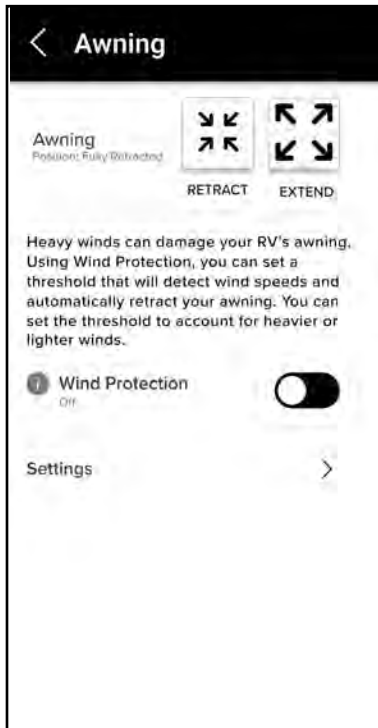 Awning
Awning
Position: Fully Retracted
RETRACT
EXTEND
Heavy winds can damage your RV's awning.
Using Wind Protection, you can set a
threshold that will detect wind speeds and
automatically retract your awning. You can
set the threshold to account for heavier or
lighter winds.
Wind Protection
Off
Settings